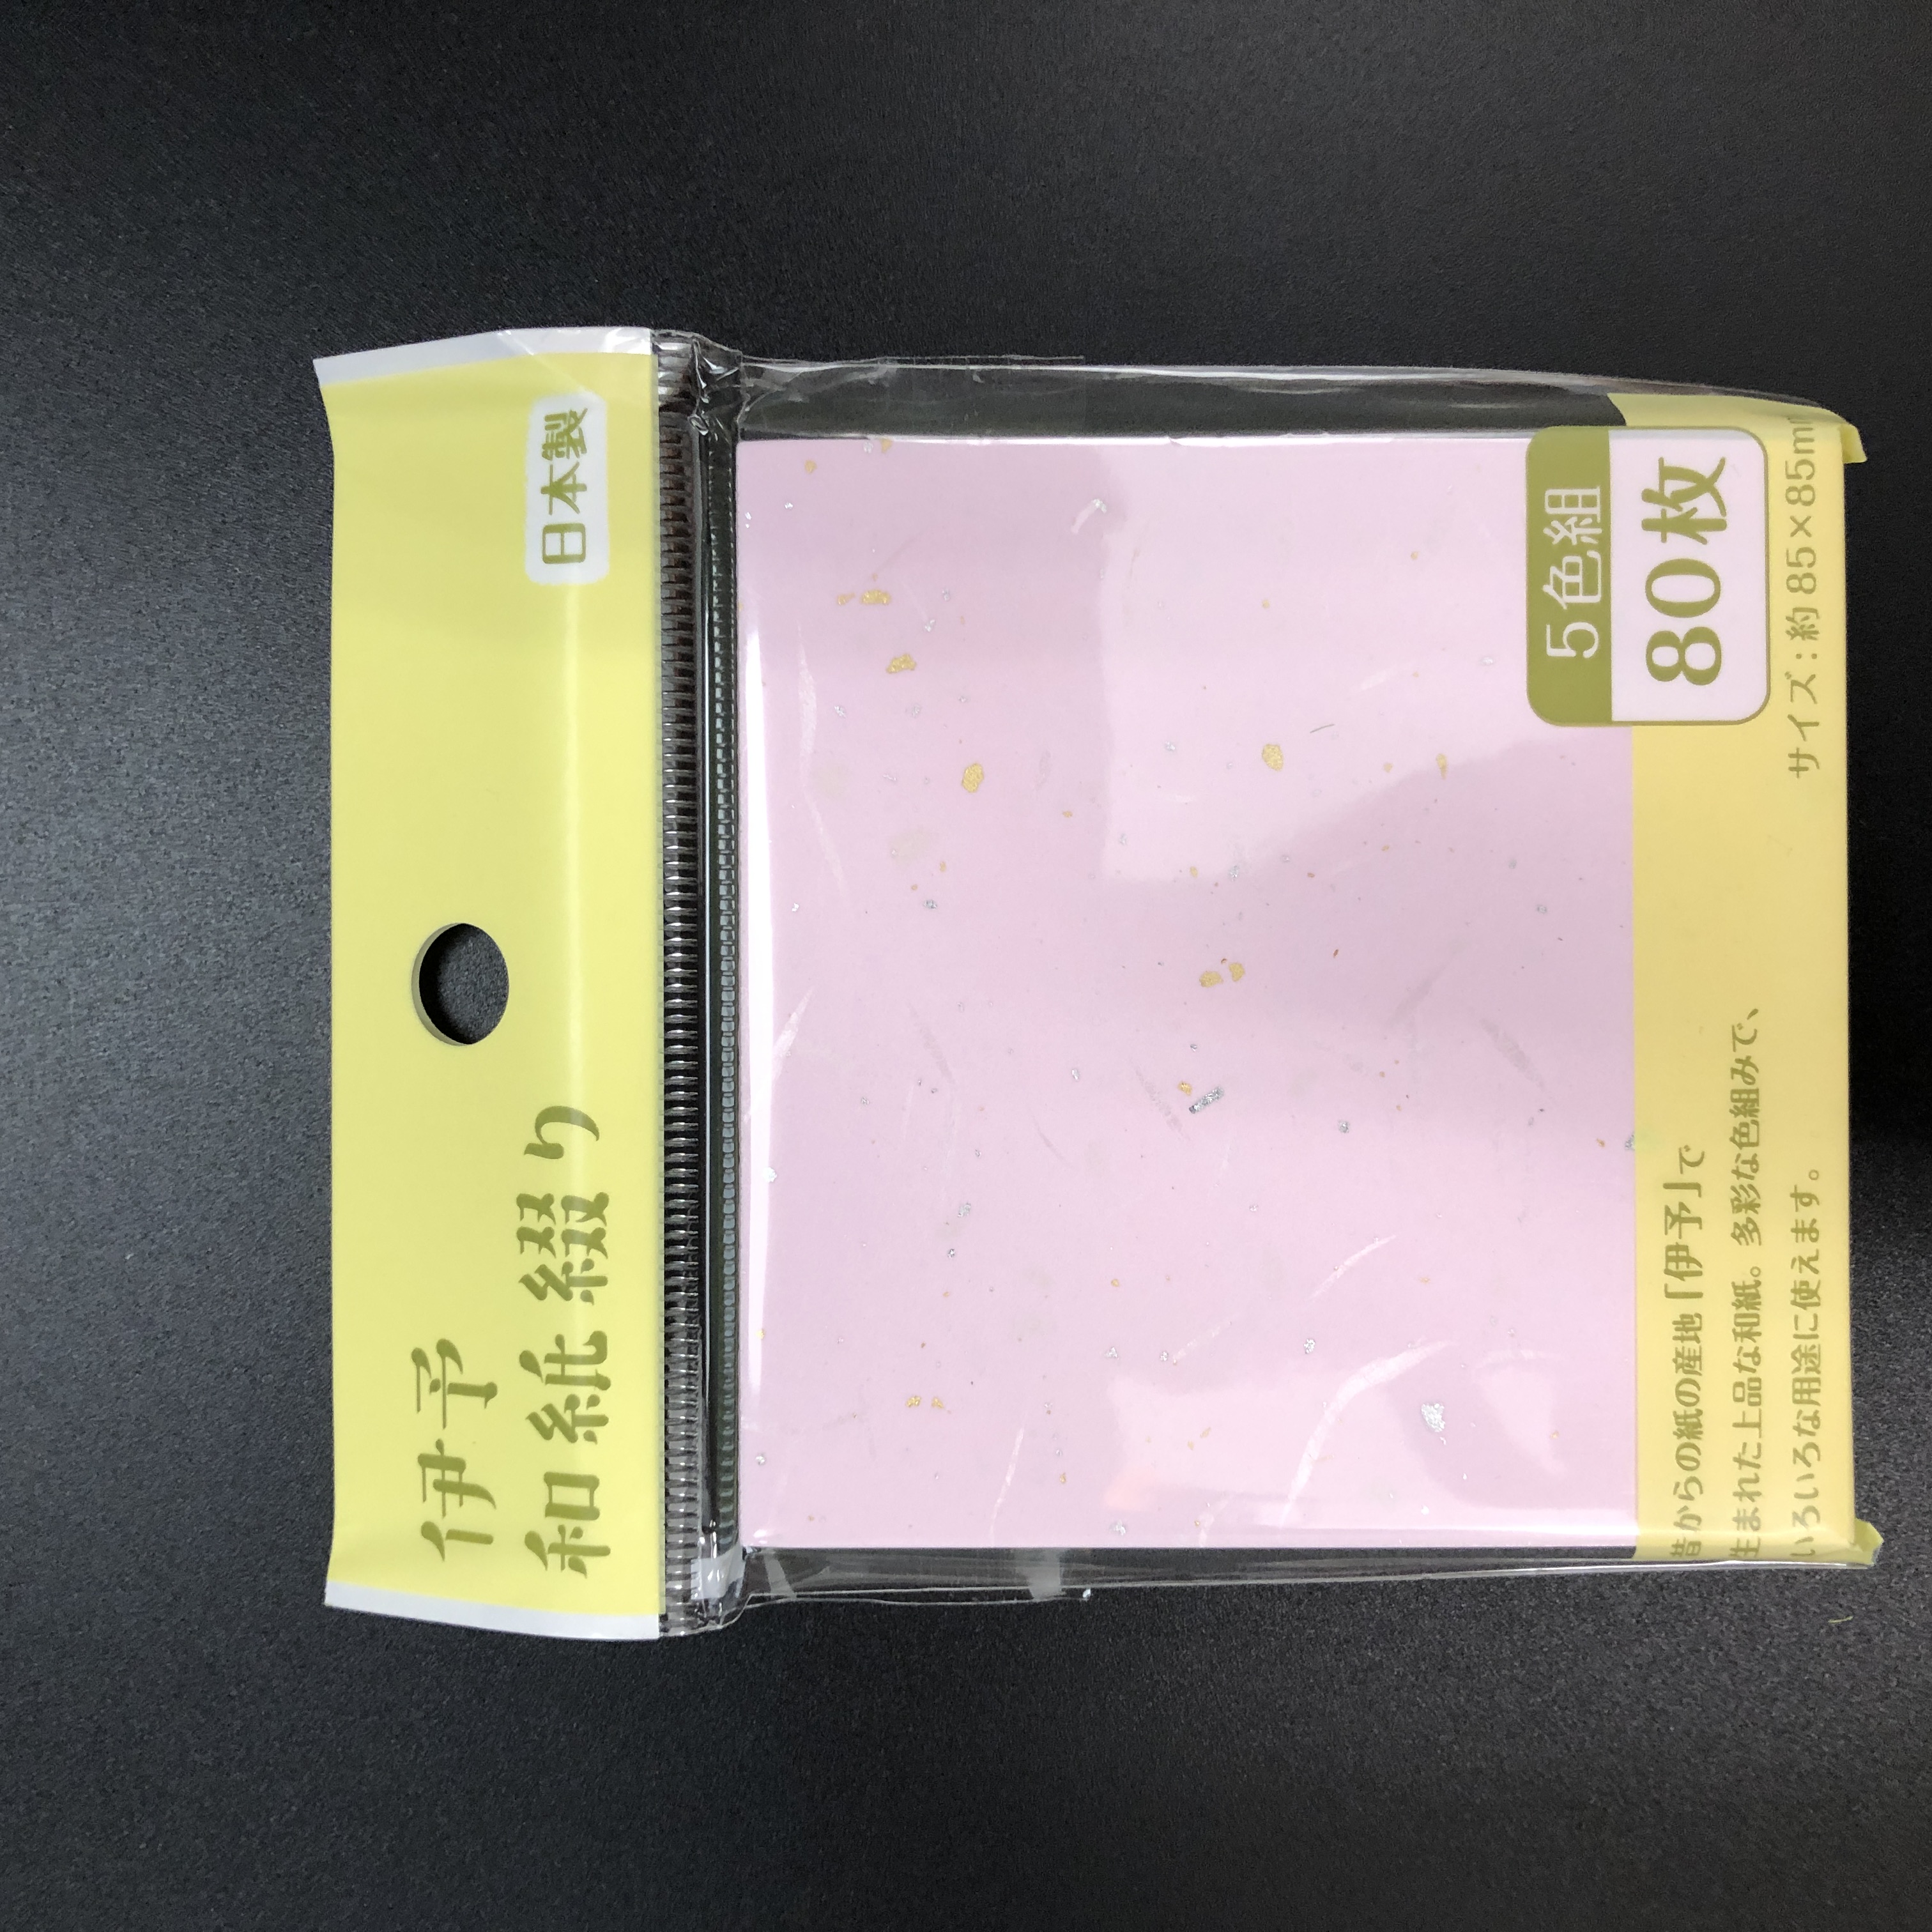 伊予
和紙綴り
日本製
5色組
80枚
サイズ：約 85×85mm
昔からの紙の産地「伊予」で
生まれた上品な和紙。多彩な色組みで、
いろいろな用途に使えます。